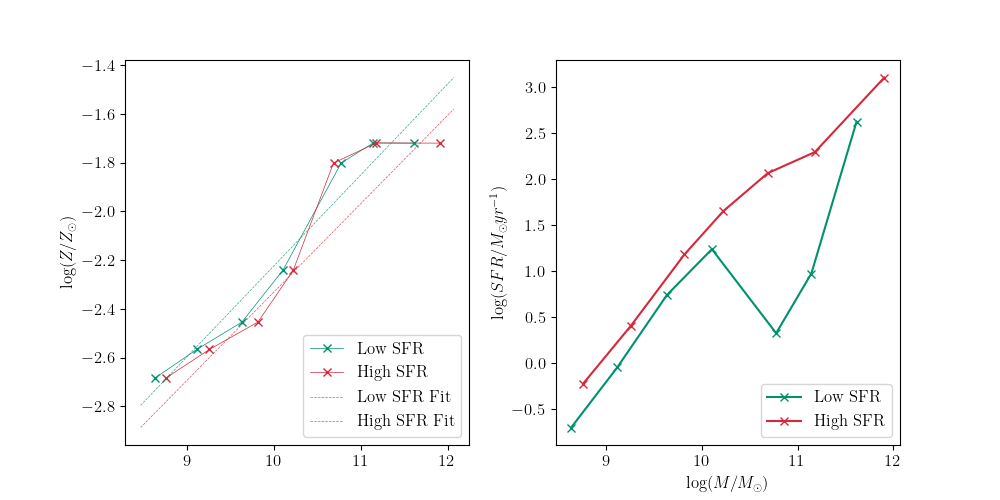 −1.4
−1.6
−1.8
−2.0
−2.2
−2.4
−2.6
−2.8
log(Z/Z⊙)
9 10 11 12
Low SFR
High SFR
Low SFR Fit
High SFR Fit
3.0
2.5
2.0
1.5
1.0
0.5
0.0
−0.5
log(SFR/M⊙yr⁻¹)
9 10 11 12
log(M/M⊙)
Low SFR
High SFR